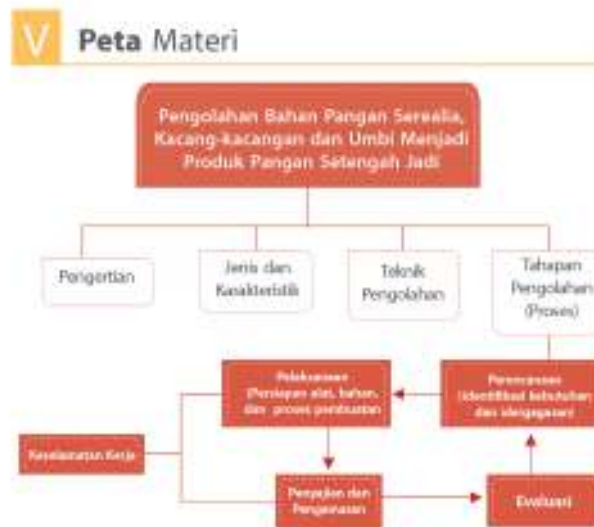 V Peta Materi
Pengolahan Bahan Pangan Serealia,
Kacang-kacangan dan Umbi Menjadi
Produk Pangan Setengah Jadi
Pengertian
Jenis dan
Karakteristik
Teknik
Pengolahan
Tahapan
Pengolahan
(Proses)
Pelaksanaan
(Persiapan alat, bahan,
dan proses pembuatan
Perencanaan
(identifikasi kebutuhan
dan idengagasan)
Keselamatan Kerja
Penyajian dan
Pengemasan
Evaluasi